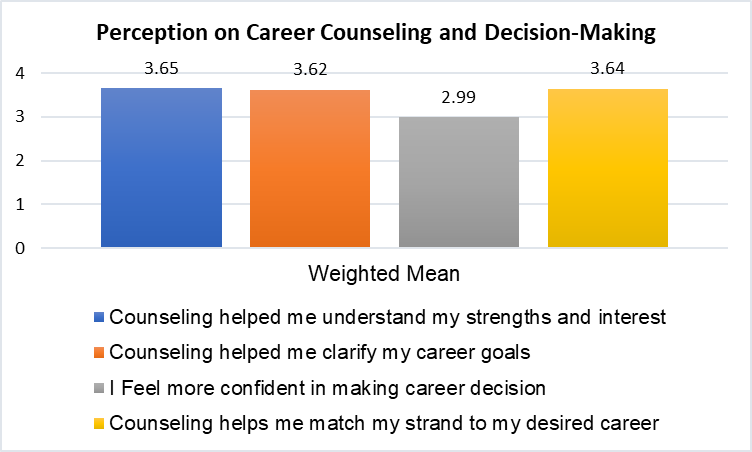 Perception on Career Counseling and Decision-Making
3.65
3.62
2.99
3.64
4
3
2
1
0
Weighted Mean
Counseling helped me understand my strengths and interest
Counseling helped me clarify my career goals
I Feel more confident in making career decision
Counseling helps me match my strand to my desired career